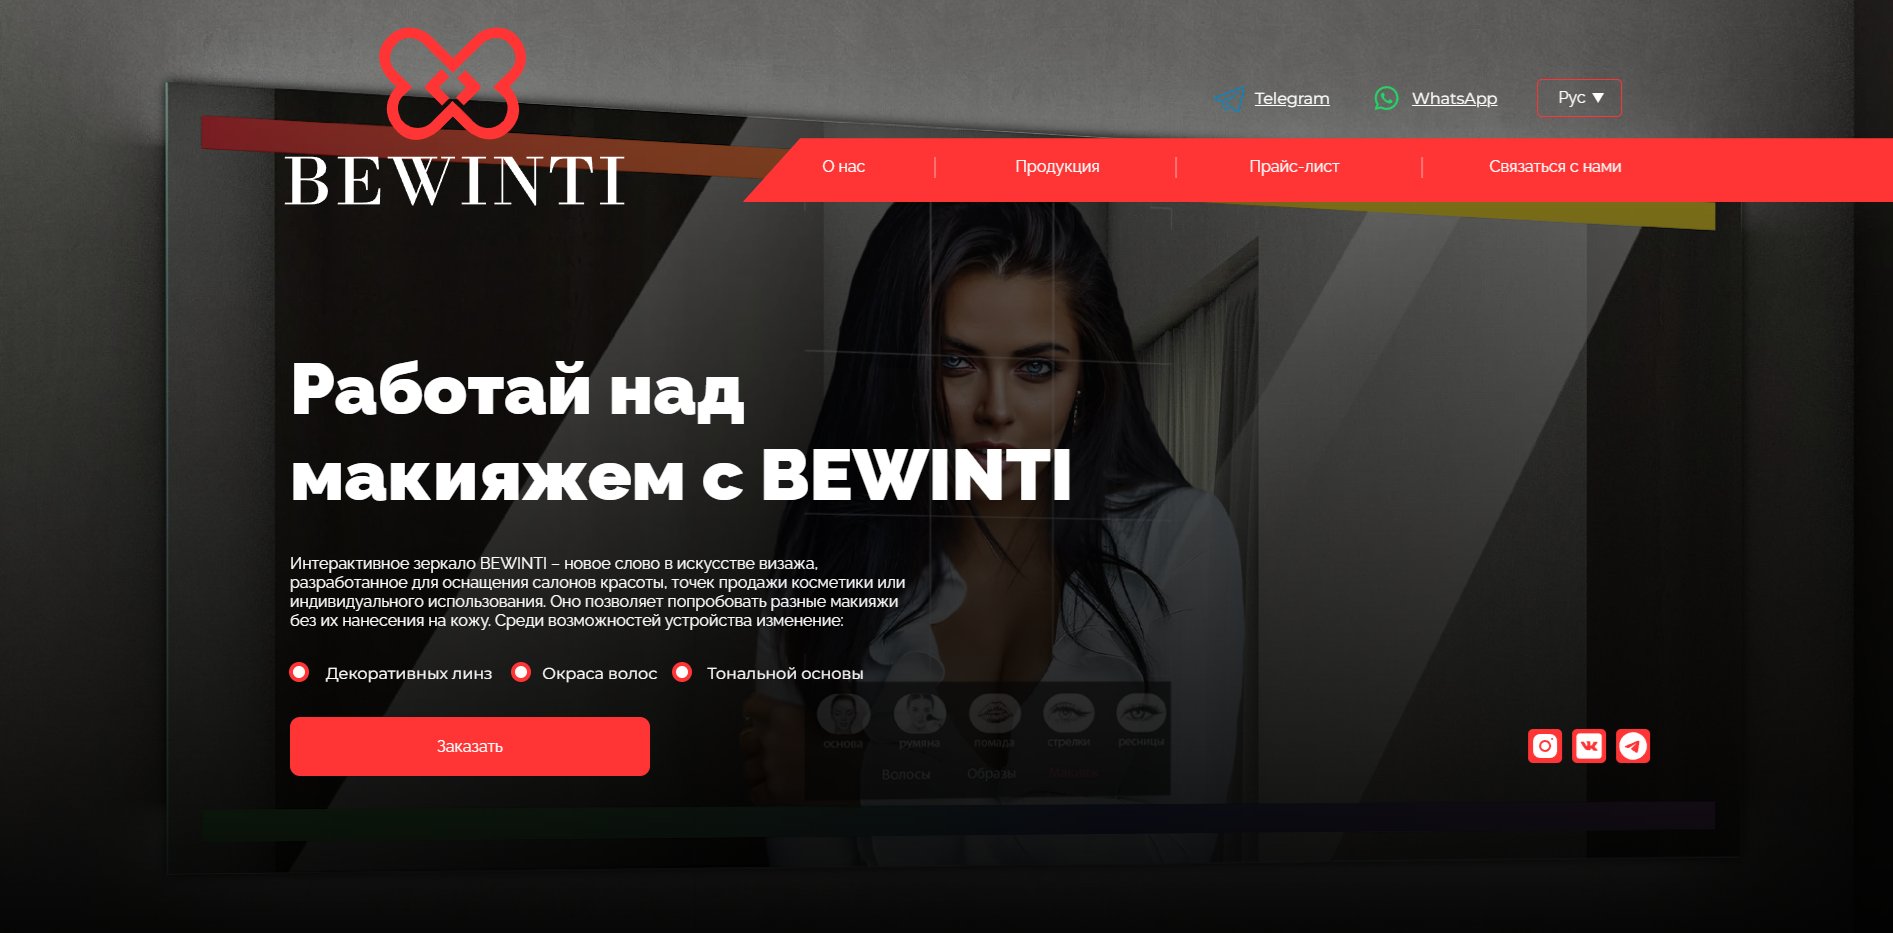 Telegram
WhatsApp
Рус
BEWINTI
О нас
Продукция
Прайс-лист
Связаться с нами
Работай над
макияжем с BEWINTI
Интерактивное зеркало BEWINTI – новое слово в искусстве визажа,
разработанное для оснащения салонов красоты, точек продажи косметики или
индивидуального использования. Оно позволяет попробовать разные макияжи
без их нанесения на кожу. Среди возможностей устройства изменение:
Декоративных линз
Окраса волос
Тональной основы
основа
румяна
помада
стрелки
ресницы
Волосы
Образы
Макияж
Заказать